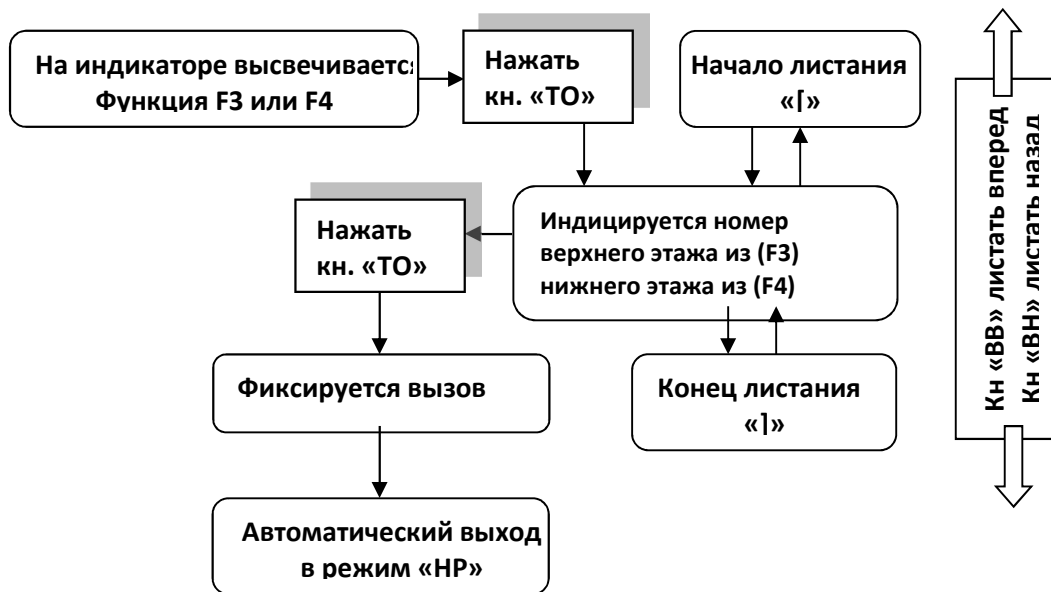 На индикаторе высвечивается
Функция F3 или F4
Нажать
кн. «ТО»
Начало листания
«⌈»
Нажать
кн. «ТО»
Индицируется номер
верхнего этажа из (F3)
нижнего этажа из (F4)
Фиксируется вызов
Конец листания
«⌉»
Автоматический выход
в режим «НР»
Кн «ВВ» листать вперед
Кн «ВН» листать назад